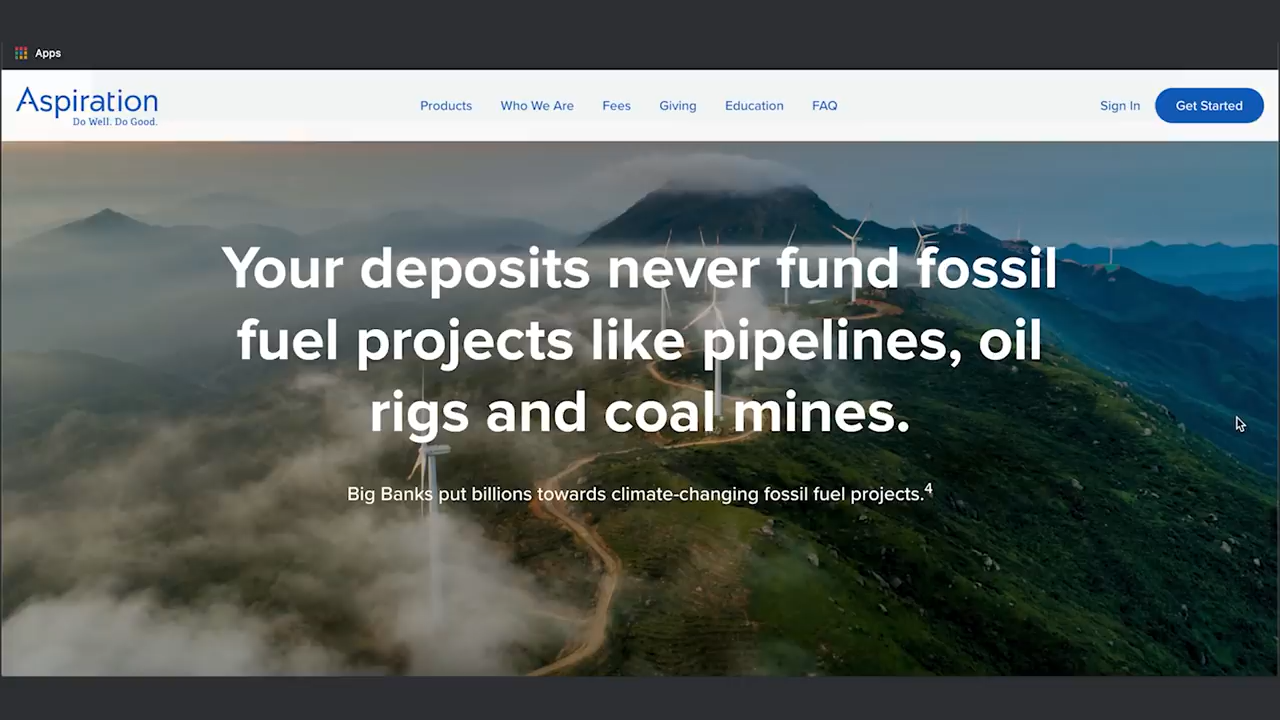 Apps
Aspiration
Do Well. Do Good.
Products
Who We Are
Fees
Giving
Education
FAQ
Sign In
Get Started
Your deposits never fund fossil
fuel projects like pipelines, oil
rigs and coal mines.
Big Banks put billions towards climate-changing fossil fuel projects.4